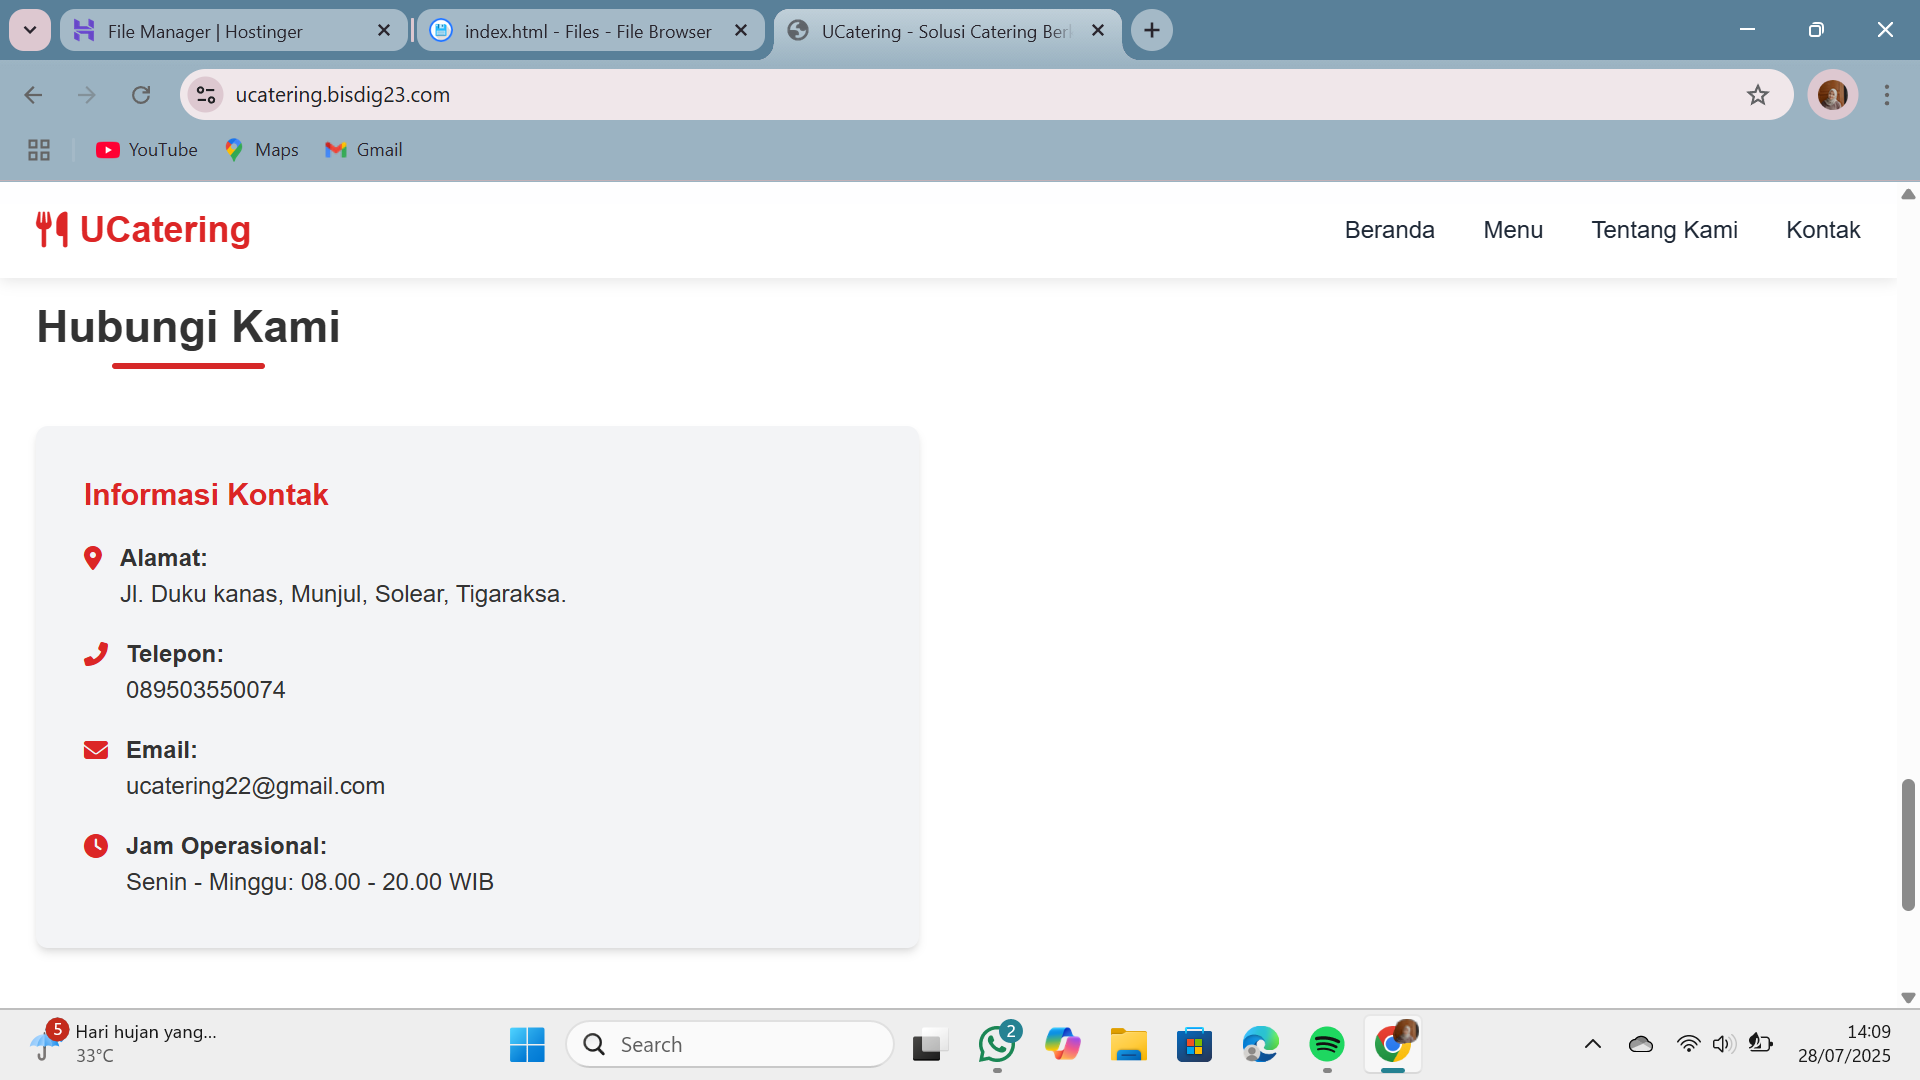 File Manager | Hostinger
index.html - Files - File Browser
UCatering - Solusi Catering Ber
ucatering.bisdig23.com
YouTube
Maps
Gmail
UCatering
Beranda
Menu
Tentang Kami
Kontak
Hubungi Kami
Informasi Kontak
Alamat:
Jl. Duku kanas, Munjul, Solear, Tigaraksa.
Telepon:
089503550074
Email:
ucatering22@gmail.com
Jam Operasional:
Senin - Minggu: 08.00 - 20.00 WIB
5
Hari hujan yang...
33°C
Search
2
14:09
28/07/2025